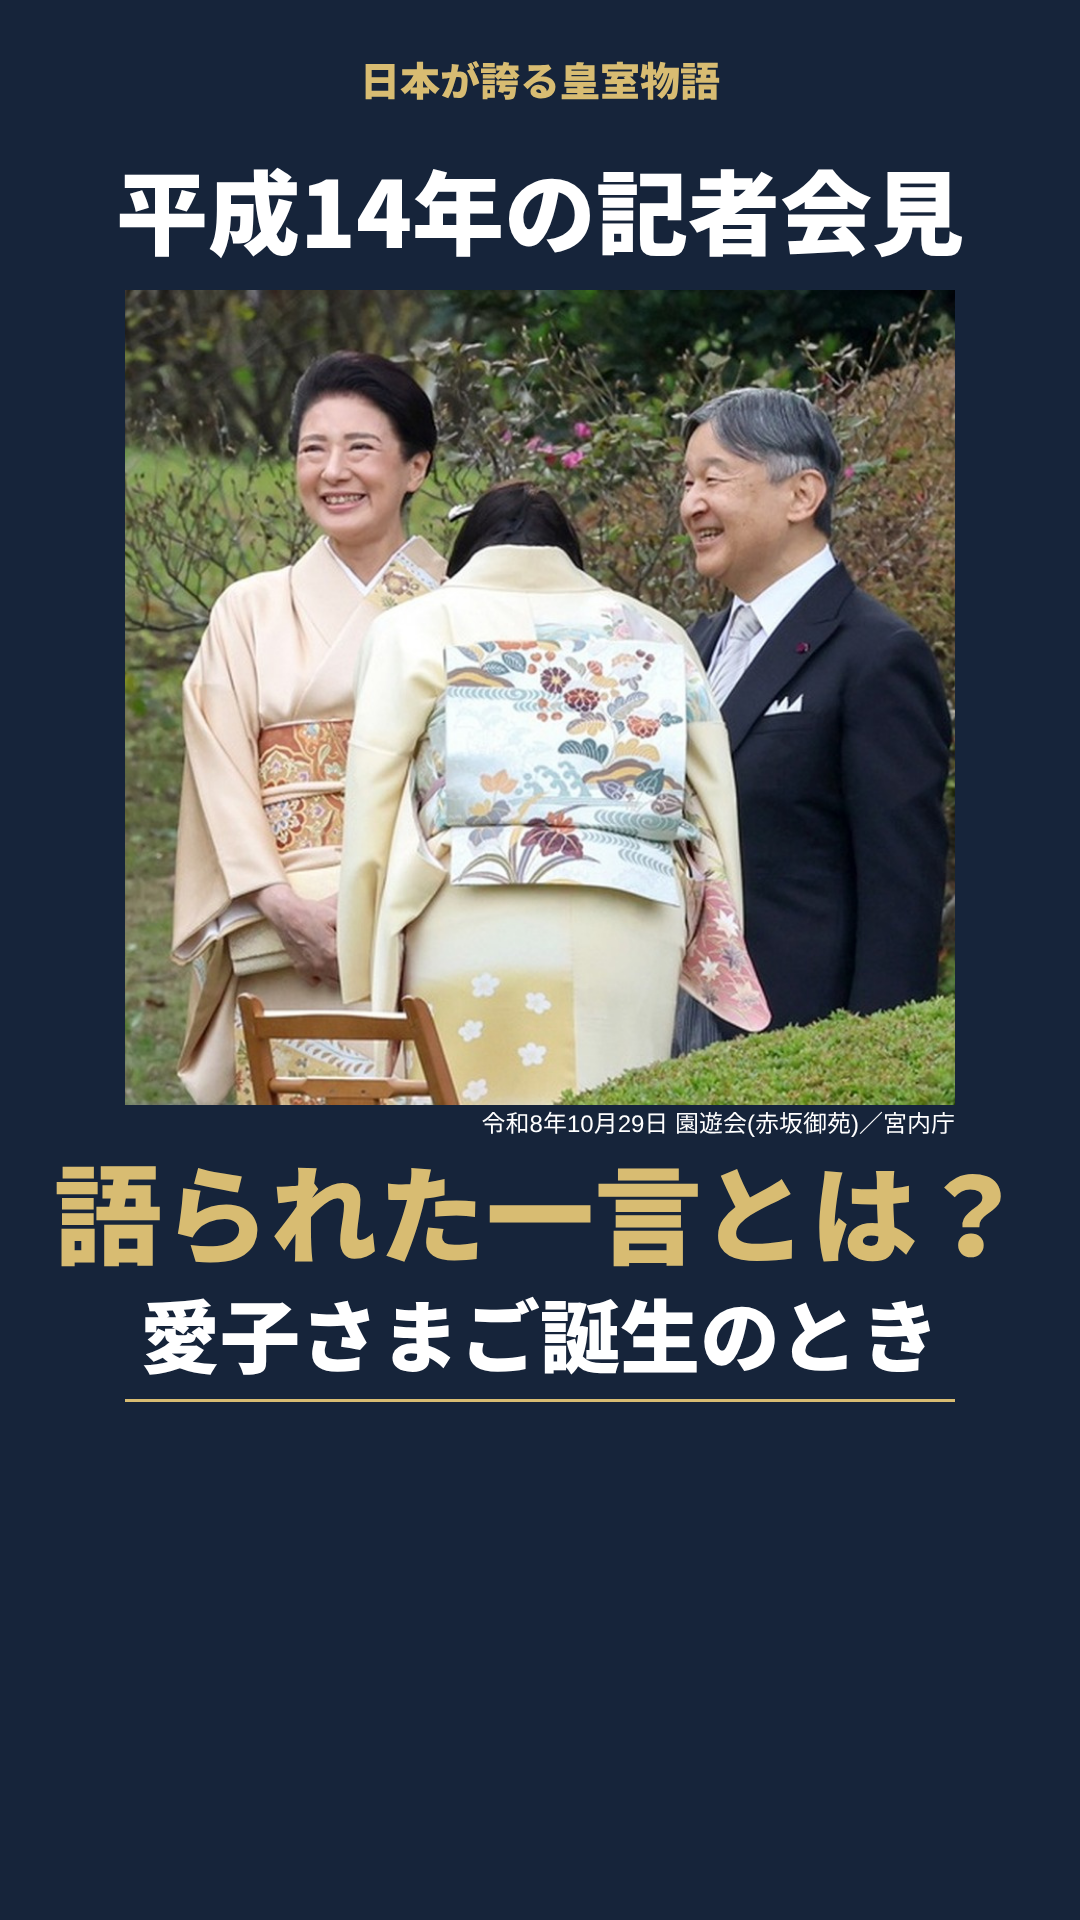 日本が誇る皇室物語
平成14年の記者会見
令和8年10月29日 園遊会(赤坂御苑)／宮内庁
語られた一言とは？
愛子さまご誕生のとき